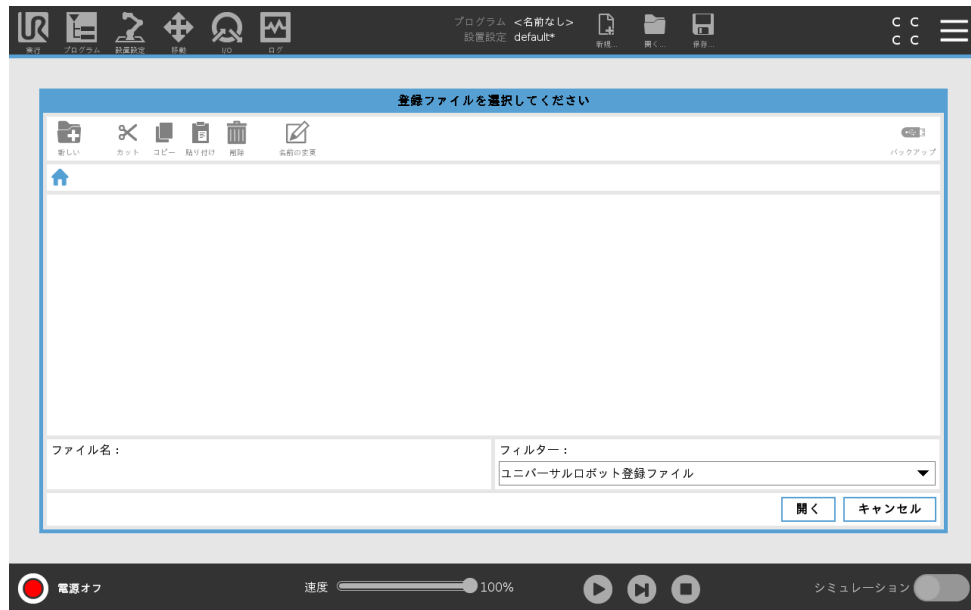 プログラム <名前なし>
設置設定 default*
実行 プログラム 設置設定 移動 I/O ログ
新規... 開く... 保存...
C C
C C
登録ファイルを選択してください
新しい カット コピー 貼り付け 削除 名前の変更 バックアップ
ファイル名：
フィルター：
ユニバーサルロボット登録ファイル
開く キャンセル
電源オフ 速度 100% シミュレーション